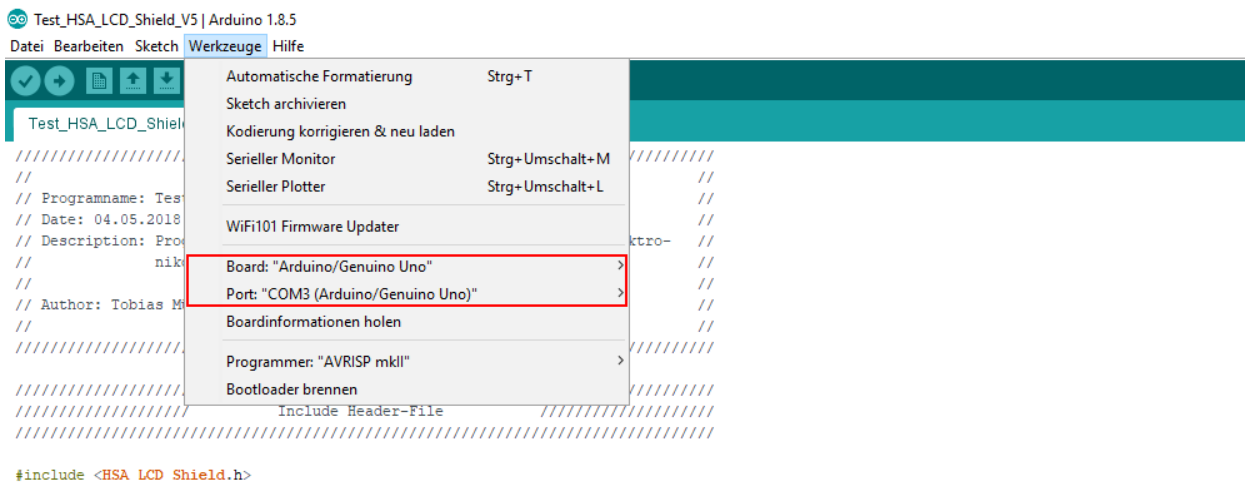 Test_HSA_LCD_Shield_V5 | Arduino 1.8.5
Datei Bearbeiten Sketch Werkzeuge Hilfe
Automatische Formatierung Strg+T
Sketch archivieren
Kodierung korrigieren & neu laden
Serieller Monitor Strg+Umschalt+M
Serieller Plotter Strg+Umschalt+L
WiFi101 Firmware Updater
Board: "Arduino/Genuino Uno"
Port: "COM3 (Arduino/Genuino Uno)"
Boardinformationen holen
Programmer: "AVRISP mkII"
Bootloader brennen
Test_HSA_LCD_Shiel
//////////////////// //////////
// //
// Programname: Tes //
// Date: 04.05.2018 //
// Description: Pro ktro- //
// nik //
// //
// Author: Tobias M //
// //
//////////////////// //////////
//////////////////// //////////
//////////////////// Include Header-File ////////////////////
////////////////////////////////////////////////////////////////////////////////
#include <HSA_LCD_Shield.h>